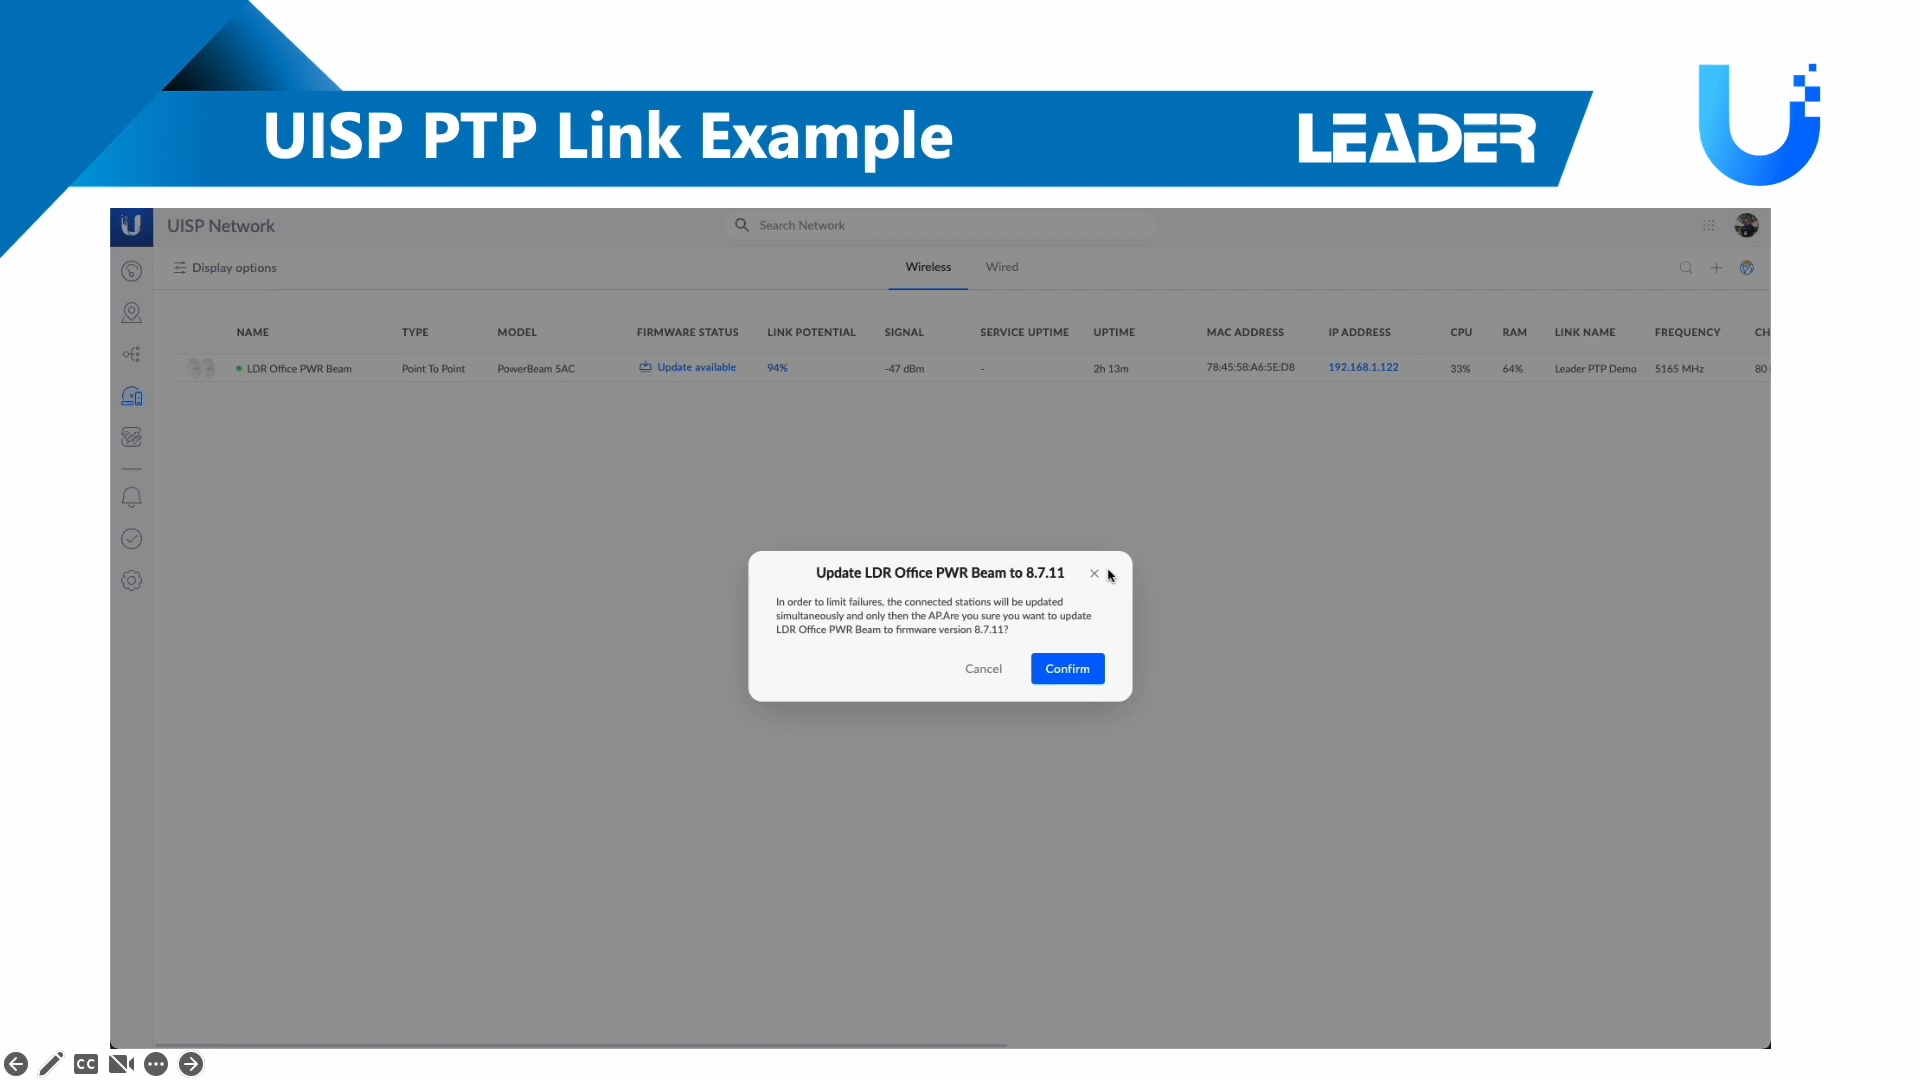 UISP PTP Link Example
LEADER
UISP Network
Search Network
Display options
Wireless
Wired
NAME TYPE MODEL FIRMWARE STATUS LINK POTENTIAL SIGNAL SERVICE UPTIME UPTIME MAC ADDRESS IP ADDRESS CPU RAM LINK NAME FREQUENCY CH
LDR Office PWR Beam Point To Point PowerBeam 5AC Update available 94% -47 dBm - 2h 13m 78:45:58:A6:5E:D8 192.168.1.122 33% 64% Leader PTP Demo 5165 MHz 80
Update LDR Office PWR Beam to 8.7.11
In order to limit failures, the connected stations will be updated
simultaneously and only then the AP.Are you sure you want to update
LDR Office PWR Beam to firmware version 8.7.11?
Cancel
Confirm
CC